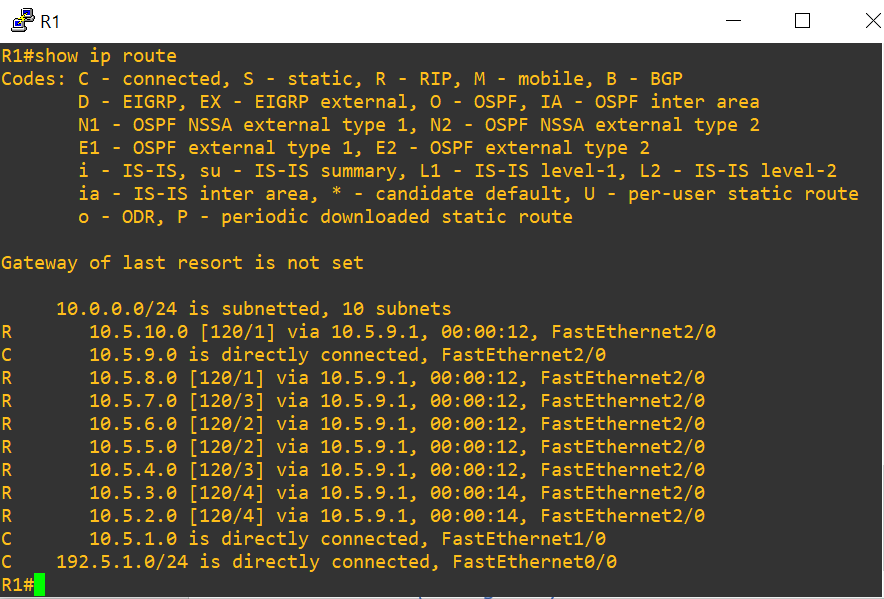 R1
R1#show ip route
Codes: C - connected, S - static, R - RIP, M - mobile, B - BGP
D - EIGRP, EX - EIGRP external, O - OSPF, IA - OSPF inter area
N1 - OSPF NSSA external type 1, N2 - OSPF NSSA external type 2
E1 - OSPF external type 1, E2 - OSPF external type 2
i - IS-IS, su - IS-IS summary, L1 - IS-IS level-1, L2 - IS-IS level-2
ia - IS-IS inter area, * - candidate default, U - per-user static route
o - ODR, P - periodic downloaded static route
Gateway of last resort is not set
10.0.0.0/24 is subnetted, 10 subnets
R 10.5.10.0 [120/1] via 10.5.9.1, 00:00:12, FastEthernet2/0
C 10.5.9.0 is directly connected, FastEthernet2/0
R 10.5.8.0 [120/1] via 10.5.9.1, 00:00:12, FastEthernet2/0
R 10.5.7.0 [120/3] via 10.5.9.1, 00:00:12, FastEthernet2/0
R 10.5.6.0 [120/2] via 10.5.9.1, 00:00:12, FastEthernet2/0
R 10.5.5.0 [120/2] via 10.5.9.1, 00:00:12, FastEthernet2/0
R 10.5.4.0 [120/3] via 10.5.9.1, 00:00:12, FastEthernet2/0
R 10.5.3.0 [120/4] via 10.5.9.1, 00:00:14, FastEthernet2/0
R 10.5.2.0 [120/4] via 10.5.9.1, 00:00:14, FastEthernet2/0
C 10.5.1.0 is directly connected, FastEthernet1/0
C 192.5.1.0/24 is directly connected, FastEthernet0/0
R1#